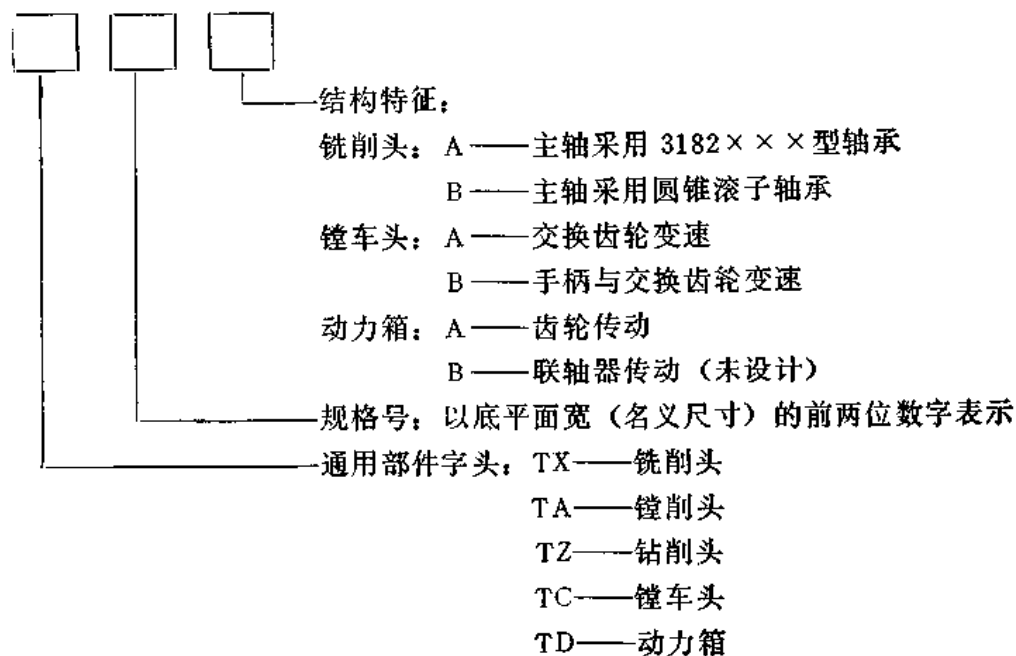 结构特征：
铣削头：A——主轴采用 3182×××型轴承
B——主轴采用圆锥滚子轴承
镗车头：A——交换齿轮变速
B——手柄与交换齿轮变速
动力箱：A——齿轮传动
B——联轴器传动（未设计）
规格号：以底平面宽（名义尺寸）的前两位数字表示
通用部件字头：TX——铣削头
TA——镗削头
TZ——钻削头
TC——镗车头
TD——动力箱